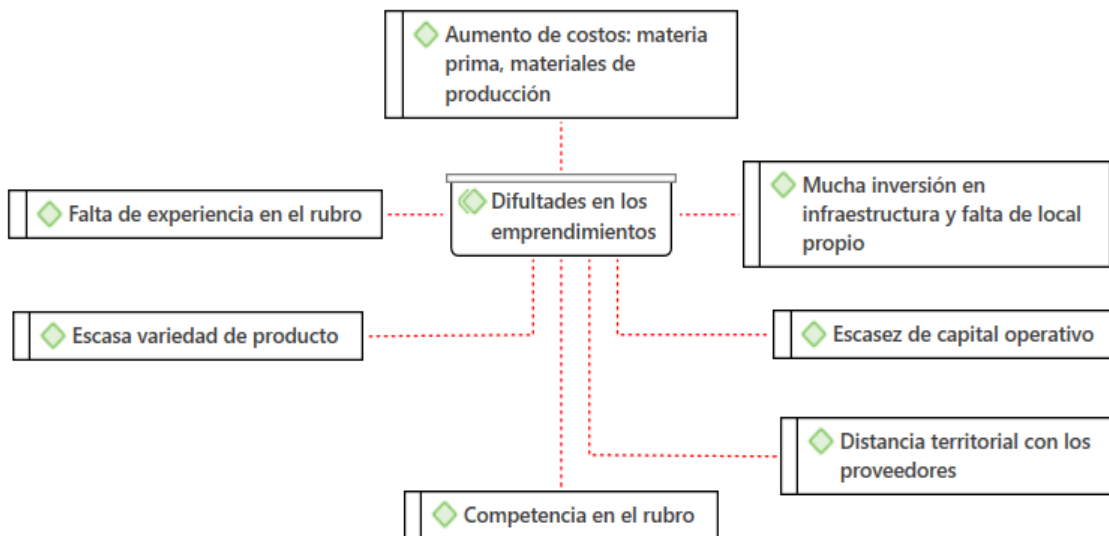 Aumento de costos: materia
prima, materiales de
producción
Mucha inversión en
infraestructura y falta de local
propio
Falta de experiencia en el rubro
Difultades en los
emprendimientos
Escasa variedad de producto
Escasez de capital operativo
Distancia territorial con los
proveedores
Competencia en el rubro